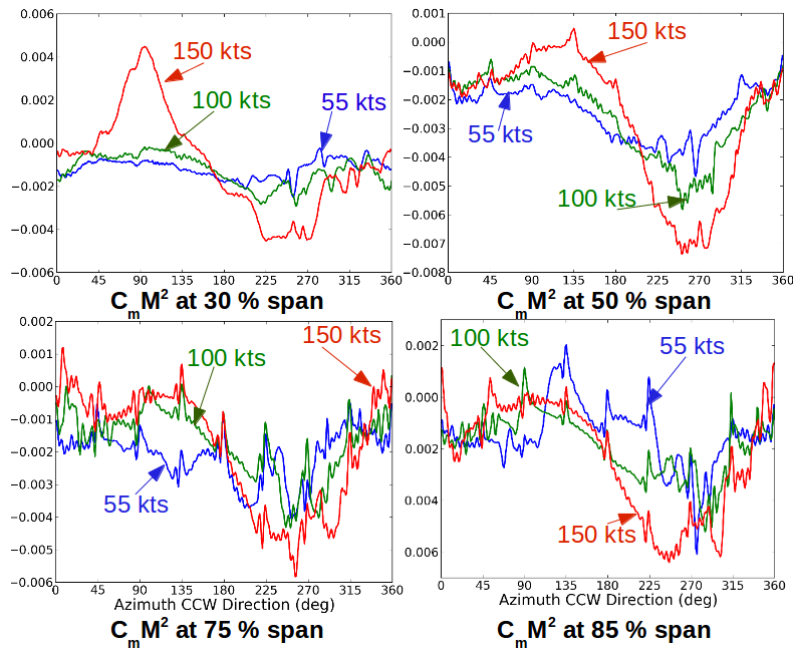 0.006
0.004
0.002
0.000
−0.002
−0.004
−0.006
150 kts
100 kts
55 kts
0 45 90 135 180 225 270 315 360
CmM² at 30 % span
0.001
0.000
−0.001
−0.002
−0.003
−0.004
−0.005
−0.006
−0.007
−0.008
150 kts
55 kts
100 kts
0 45 90 135 180 225 270 315 360
CmM² at 50 % span
0.002
0.001
0.000
−0.001
−0.002
−0.003
−0.004
−0.005
−0.006
150 kts
100 kts
55 kts
0 45 90 135 180 225 270 315 360
Azimuth CCW Direction (deg)
CmM² at 75 % span
0.002
0.000
0.002
0.004
0.006
100 kts
55 kts
150 kts
0 45 90 135 180 225 270 315 360
Azimuth CCW Direction (deg)
CmM² at 85 % span